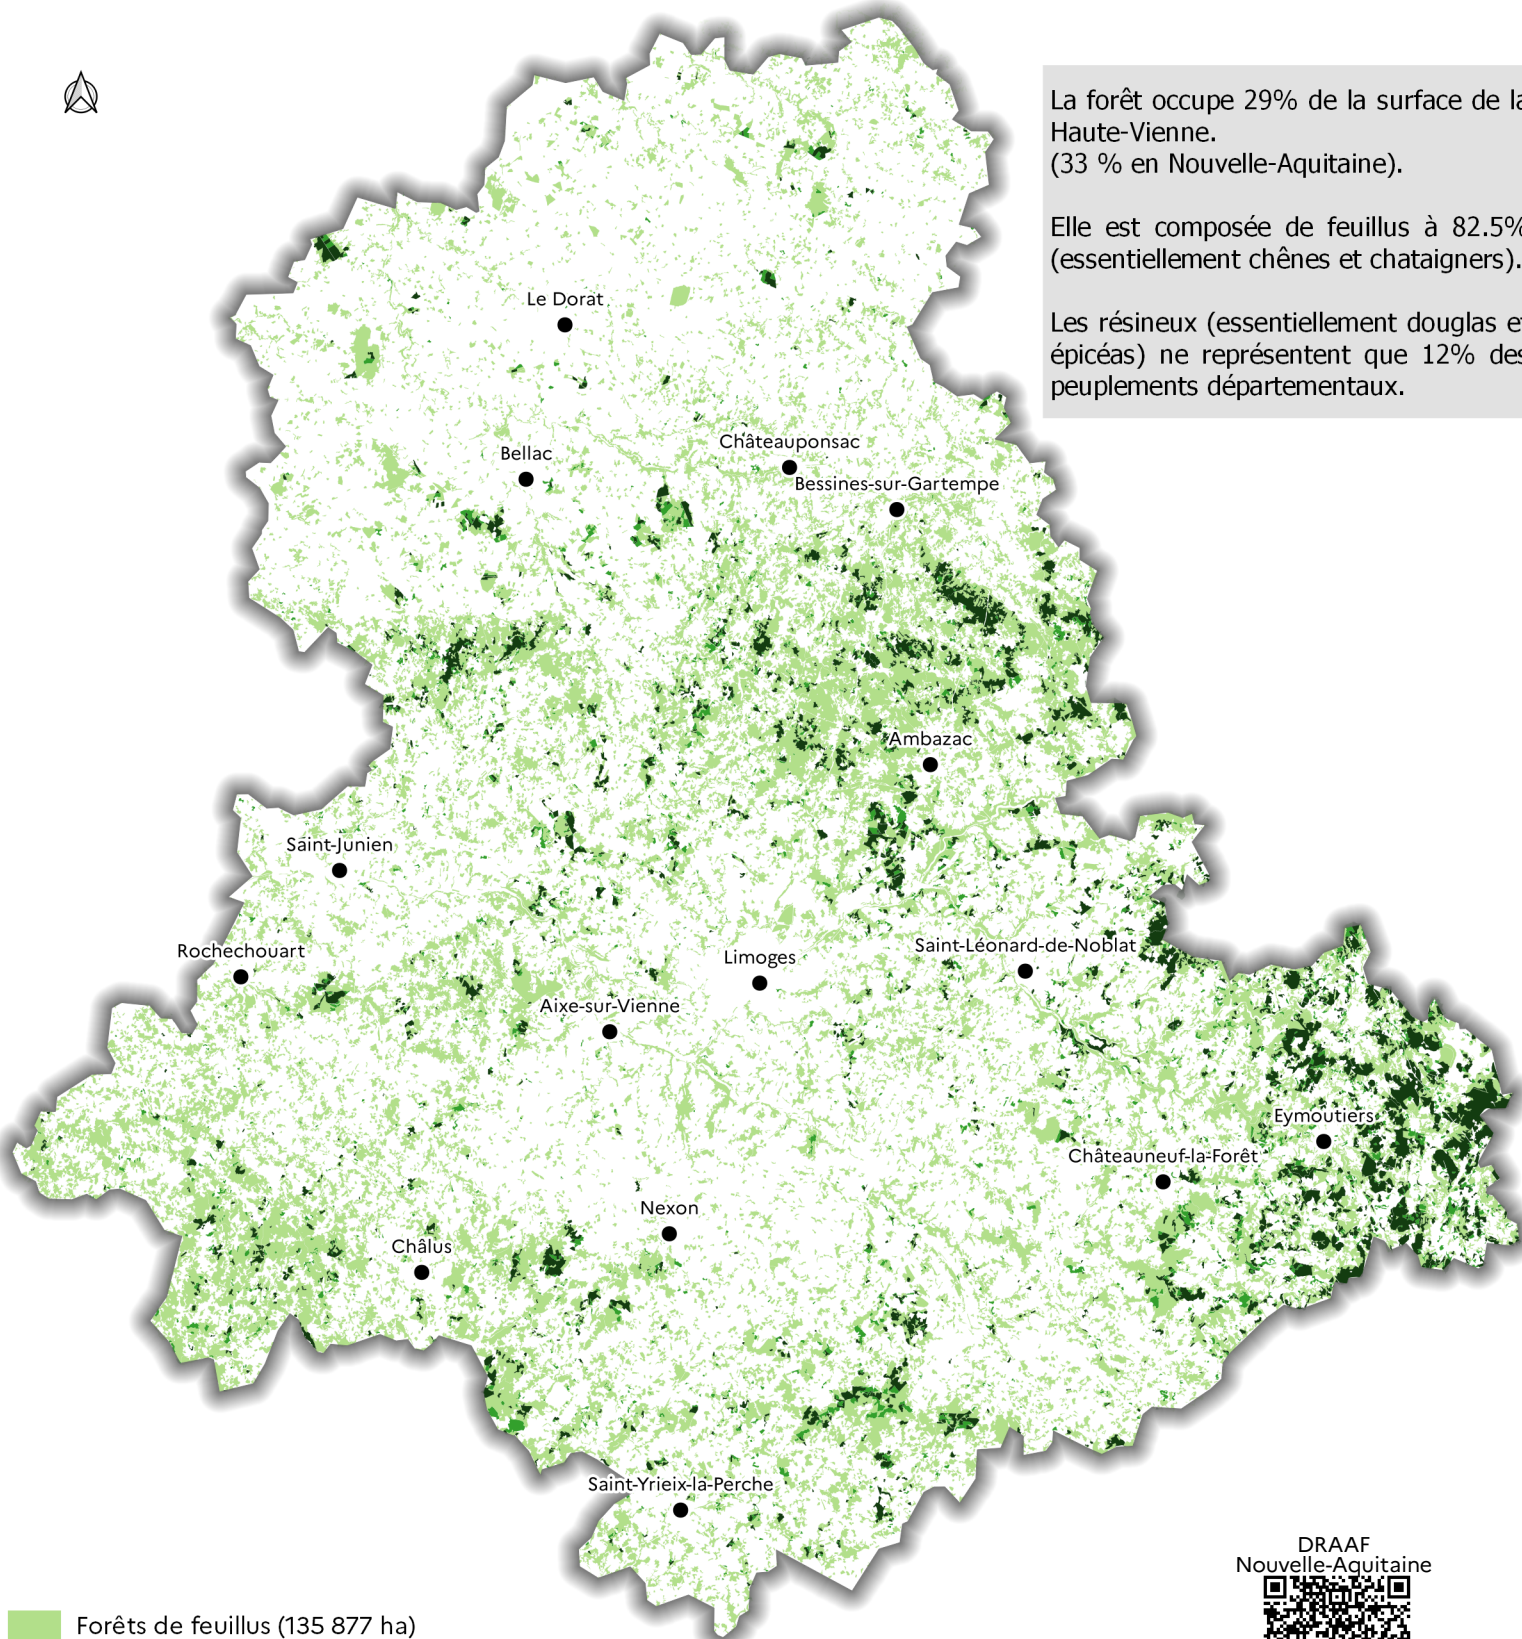 La forêt occupe 29% de la surface de la
Haute-Vienne.
(33 % en Nouvelle-Aquitaine).
Elle est composée de feuillus à 82.5%
(essentiellement chênes et chataigners).
Les résineux (essentiellement douglas et
épicéas) ne représentent que 12% des
peuplements départementaux.
Le Dorat
Châteauponsac
Bellac
Bessines-sur-Gartempe
Ambazac
Saint-Junien
Saint-Léonard-de-Noblat
Rochechouart
Limoges
Aixe-sur-Vienne
Eymoutiers
Châteauneuf-la-Forêt
Nexon
Châlus
Saint-Yrieix-la-Perche
DRAAF
Nouvelle-Aquitaine
Forêts de feuillus (135 877 ha)